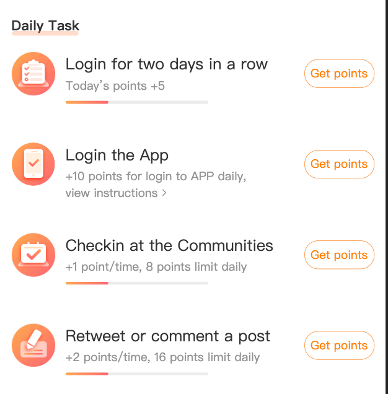 Daily Task
Login for two days in a row
Today's points +5
Get points
Login the App
+10 points for login to APP daily,
view instructions >
Get points
Checkin at the Communities
+1 point/time, 8 points limit daily
Get points
Retweet or comment a post
+2 points/time, 16 points limit daily
Get points